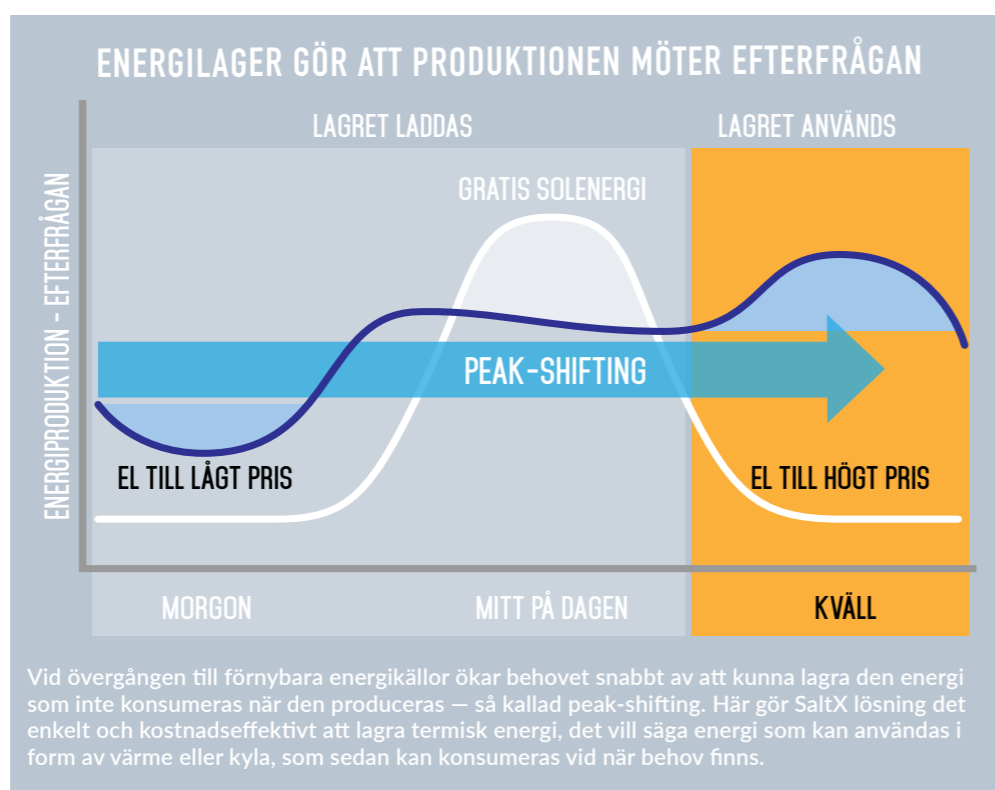 ENERGILAGER GÖR ATT PRODUKTIONEN MÖTER EFTERFRÅGAN
LAGRET LADDAS
LAGRET ANVÄNDS
GRATIS SOLENERGI
ENERGIPRODUKTION - EFTERFRÅGAN
PEAK-SHIFTING
EL TILL LÅGT PRIS
EL TILL HÖGT PRIS
MORGON
MITT PÅ DAGEN
KVÄLL
Vid övergången till förnybara energikällor ökar behovet snabbt av att kunna lagra den energi
som inte konsumeras när den produceras — så kallad peak-shifting. Här gör SaltX lösning det
enkelt och kostnadseffektivt att lagra termisk energi, det vill säga energi som kan användas i
form av värme eller kyla, som sedan kan konsumeras vid när behov finns.